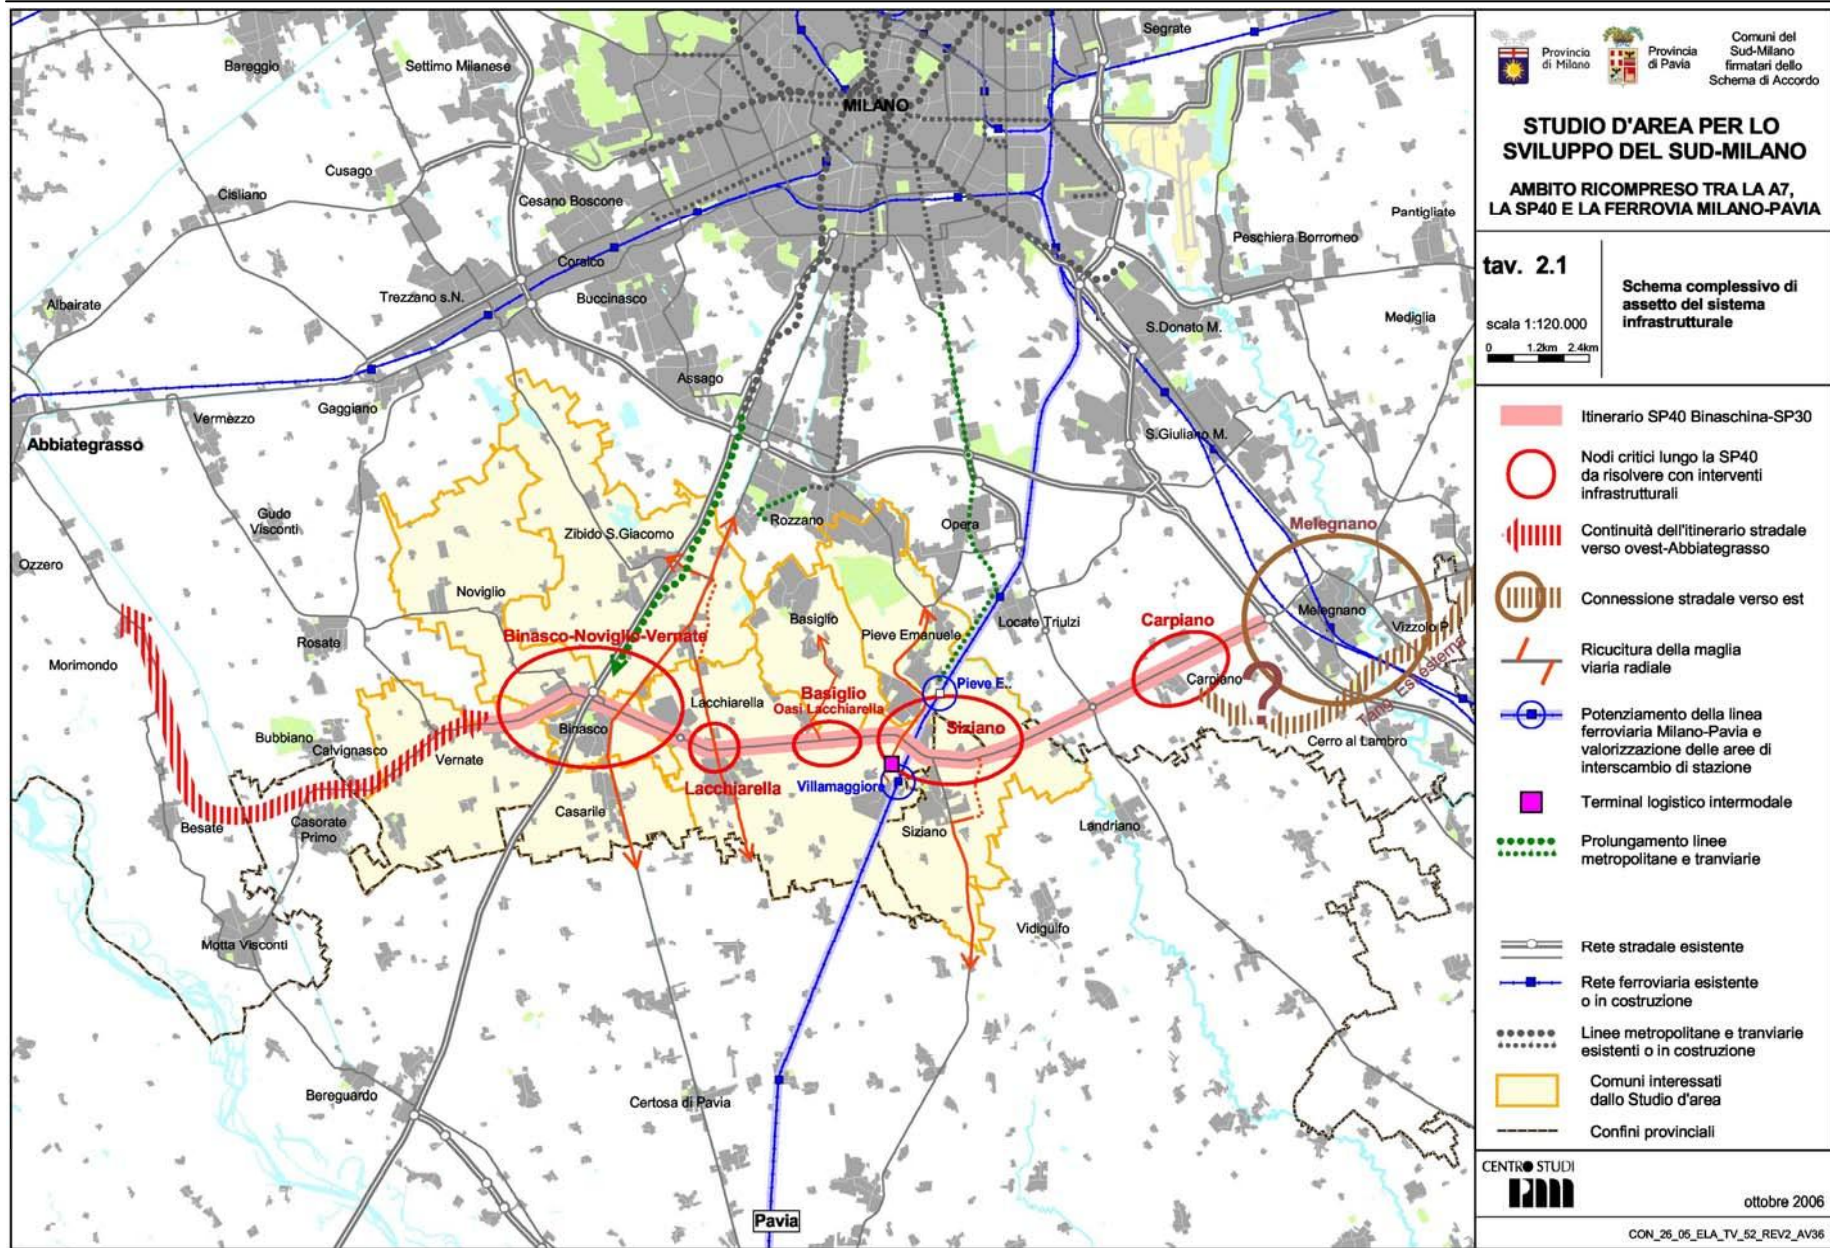 Bareggio
Settimo Milanese
Segrate
MILANO
Cusago
Cisliano
Cesano Boscone
Pantigliate
Peschiera Borromeo
Corsico
Albairate
Trezzano s.N.
Buccinasco
Mediglia
S.Donato M.
Assago
Gaggiano
Vermezzo
Abbiategrasso
S.Giuliano M.
Gudo
Visconti
Zibido S.Giacomo
Rozzano
Opera
Melegnano
Ozzero
Noviglio
Basiglio
Pieve Emanuele
Locate Triulzi
Carpiano
Melegnano
Vizzolo P.
Rosate
Binasco-Noviglio-Vernate
Morimondo
Tang. Est esterna
Pieve E..
Carpiano
?
Lacchiarella
Basiglio
Oasi Lacchiarella
Siziano
Bubbiano
Calvignasco
Binasco
Cerro al Lambro
Vernate
Lacchiarella
Villamaggiore
Besate
Casorate
Primo
Casarile
Siziano
Landriano
Motta Visconti
Vidigulfo
Bereguardo
Certosa di Pavia
Pavia
Provincia
di Milano
Provincia
di Pavia
Comuni del
Sud-Milano
firmatari dello
Schema di Accordo
STUDIO D'AREA PER LO
SVILUPPO DEL SUD-MILANO
AMBITO RICOMPRESO TRA LA A7,
LA SP40 E LA FERROVIA MILANO-PAVIA
tav. 2.1
scala 1:120.000
0 1.2km 2.4km
Schema complessivo di
assetto del sistema
infrastrutturale
Itinerario SP40 Binaschina-SP30
Nodi critici lungo la SP40
da risolvere con interventi
infrastrutturali
Continuità dell'itinerario stradale
verso ovest-Abbiategrasso
Connessione stradale verso est
Ricucitura della maglia
viaria radiale
Potenziamento della linea
ferroviaria Milano-Pavia e
valorizzazione delle aree di
interscambio di stazione
Terminal logistico intermodale
Prolungamento linee
metropolitane e tranviarie
Rete stradale esistente
Rete ferroviaria esistente
o in costruzione
Linee metropolitane e tranviarie
esistenti o in costruzione
Comuni interessati
dallo Studio d'area
Confini provinciali
CENTRO STUDI
PIM
ottobre 2006
CON_26_05_ELA_TV_52_REV2_AV36